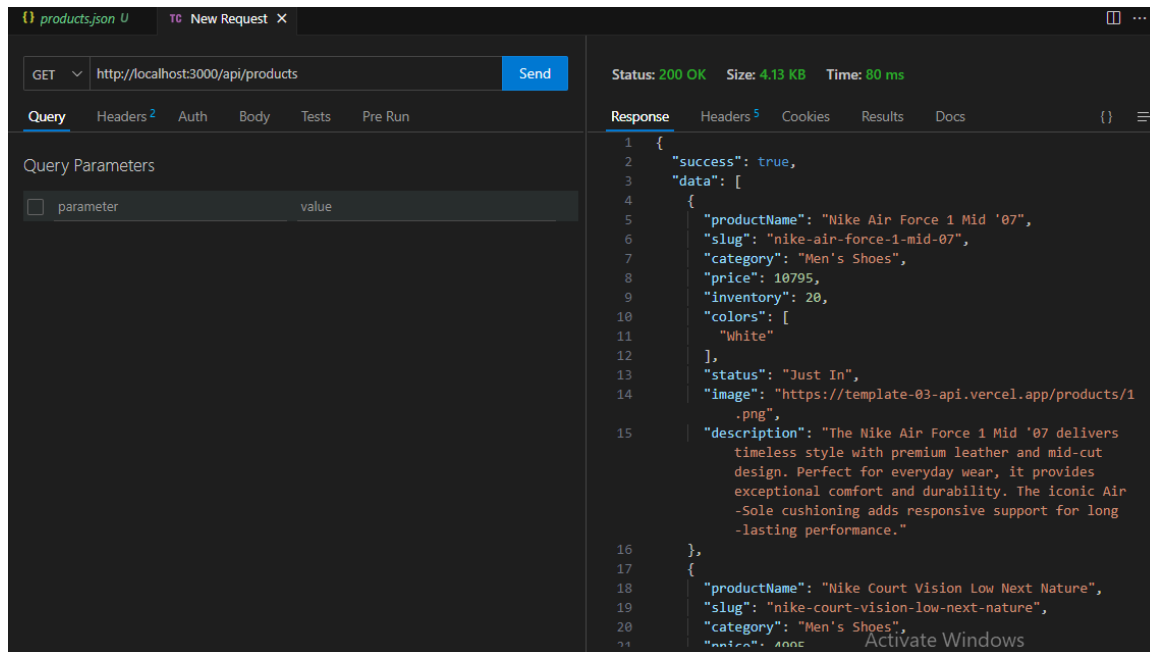 {} products.json U
TC New Request ×
GET http://localhost:3000/api/products Send
Query Headers 2 Auth Body Tests Pre Run
Query Parameters
parameter value
Status: 200 OK Size: 4.13 KB Time: 80 ms
Response Headers 5 Cookies Results Docs {}
1 {
2 "success": true,
3 "data": [
4 {
5 "productName": "Nike Air Force 1 Mid '07",
6 "slug": "nike-air-force-1-mid-07",
7 "category": "Men's Shoes",
8 "price": 10795,
9 "inventory": 20,
10 "colors": [
11 "White"
12 ],
13 "status": "Just In",
14 "image": "https://template-03-api.vercel.app/products/1
.png",
15 "description": "The Nike Air Force 1 Mid '07 delivers
timeless style with premium leather and mid-cut
design. Perfect for everyday wear, it provides
exceptional comfort and durability. The iconic Air
-Sole cushioning adds responsive support for long
-lasting performance."
16 },
17 {
18 "productName": "Nike Court Vision Low Next Nature",
19 "slug": "nike-court-vision-low-next-nature",
20 "category": "Men's Shoes",
21 "price": 4995
Activate Windows